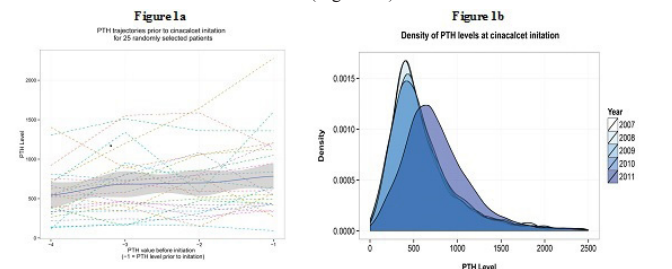 Figure 1a
PTH trajectories prior to cinacalcet initation
for 25 randomly selected patients
2000
1500
1000
500
0
PTH Level
-4
-3
-2
-1
PTH value before initiation
(−1 = PTH level prior to initation)
Figure 1b
Density of PTH levels at cinacalcet initation
0.0015
0.0010
0.0005
0.0000
Density
0
500
1000
1500
2000
2500
PTH Level
Year
2007
2008
2009
2010
2011